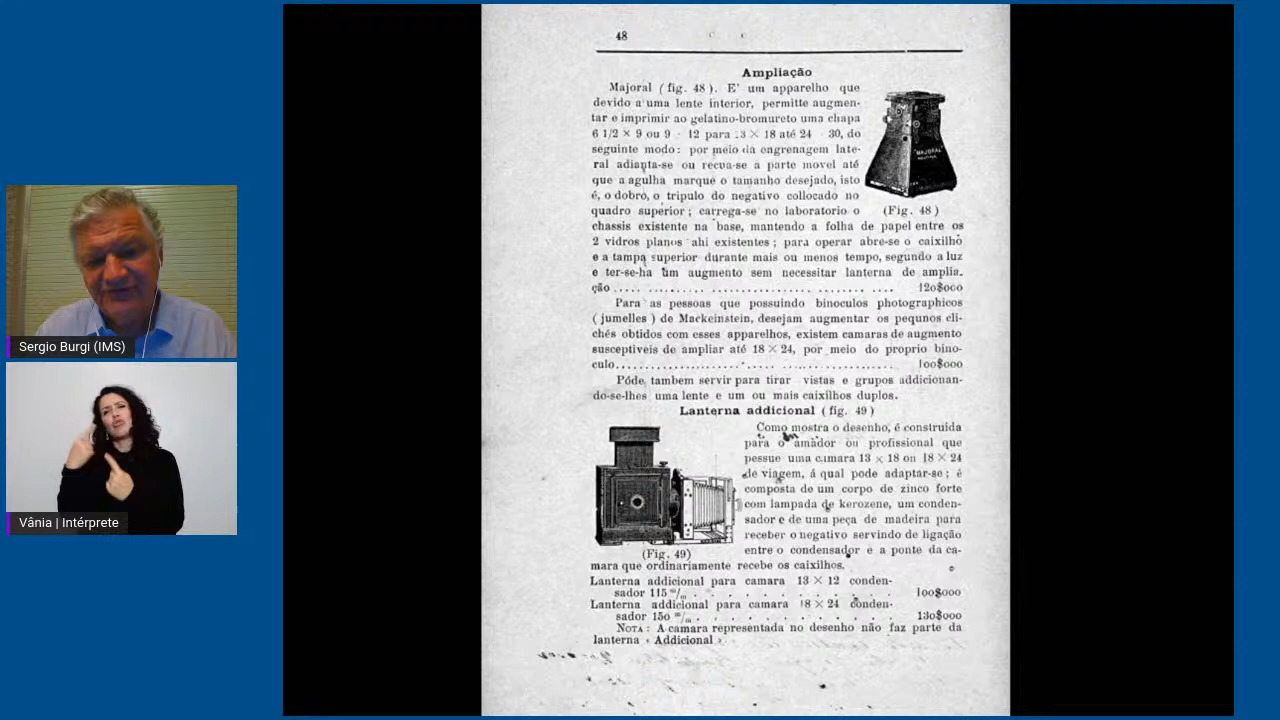 48
Ampliação
Majoral ( fig. 48 ). E' um apparelho que
devido a uma lente interior, permitte augmen-
tar e imprimir ao gelatino-bromureto uma chapa
6 1/2 × 9 ou 9 12 para 13 × 18 até 24 30, do
seguinte modo : por meio da engrenagem late-
ral adianta-se ou recua-se a parte movel até
que a agulha marque o tamanho desejado, isto
é, o dobro, o tripulo do negativo collocado no
quadro superior ; carrega-se no laboratorio o
chassis existente na base, mantendo a folha de papel entre os
2 vidros planos ahi existentes ; para operar abre-se o caixilho
e a tampa superior durante mais ou menos tempo, segundo a luz
e ter-se-ha um augmento sem necessitar lanterna de amplia-
ção . . . . . . . . . . 120$000
MAJORAL
(Fig. 48)
Para as pessoas que possuindo binoculos photographicos
( jumelles ) de Mackeinstein, desejam augmentar os pequnos cli-
chés obtidos com esses apparelhos, existem camaras de augmento
susceptiveis de ampliar até 18 × 24, por meio do proprio bino-
culo. . . . . . . . . . 100$000
Póde tambem servir para tirar vistas e grupos addicionan-
do-se-lhes uma lente e um ou mais caixilhos duplos.
Lanterna addicional ( fig. 49 )
Como mostra o desenho, é construida
para o amador ou profissional que
pessue uma camara 13 × 18 ou 18 × 24
de viagem, á qual pode adaptar-se ; é
composta de um corpo de zinco forte
com lampada de kerozene, um conden-
sador e de uma peça de madeira para
receber o negativo servindo de ligação
entre o condensador e a ponte da ca-
(Fig. 49)
mara que ordinariamente recebe os caixilhos.
Lanterna addicional para camara 13 × 12 conden-
sador 115 m/m . . . . . . . . . . 100$000
Lanterna addicional para camara 18 × 24 conden-
sador 150 m/m . . . . . . . . . . 130$000
NOTA : A camara representada no desenho não faz parte da
lanterna « Addicional »
Sergio Burgi (IMS)
Vânia | Intérprete